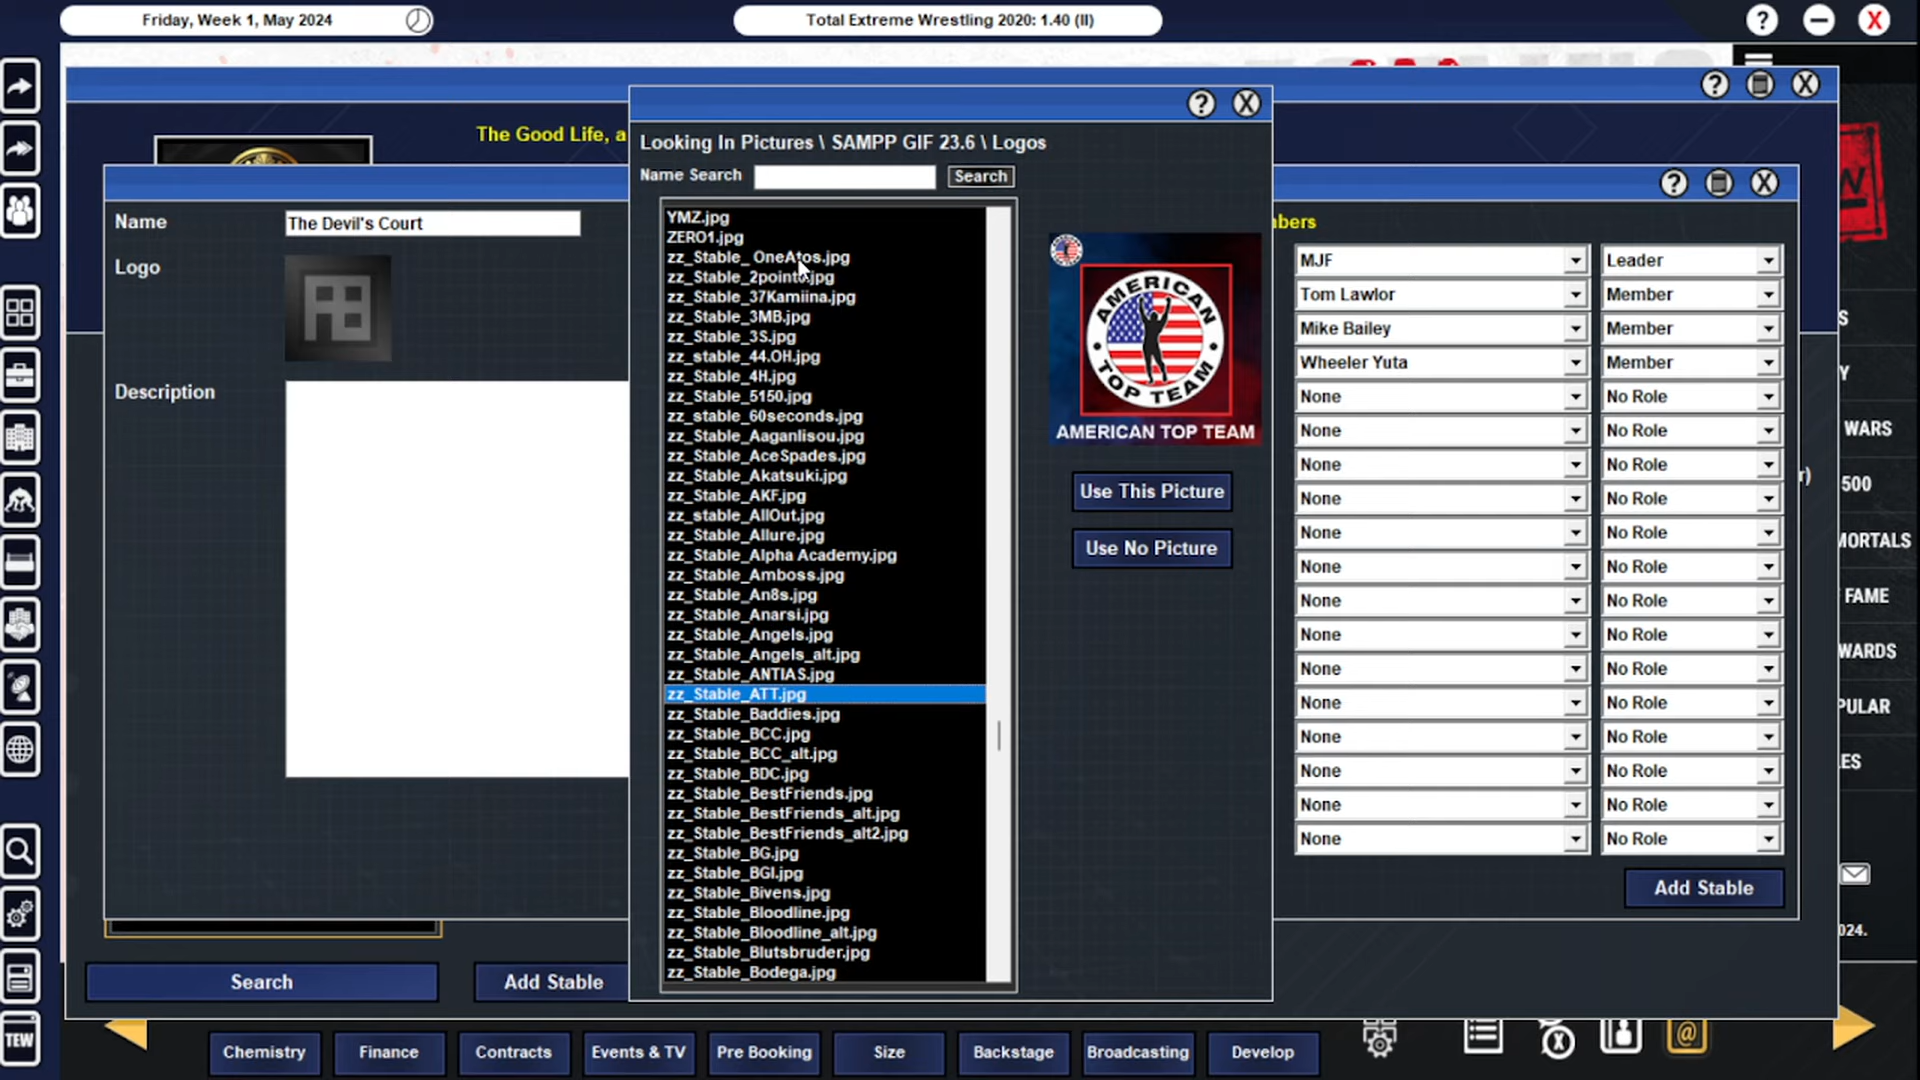 Friday, Week 1, May 2024
Total Extreme Wrestling 2020: 1.40 (II)
The Good Life, a
Looking In Pictures \ SAMPP GIF 23.6 \ Logos
Name Search
Search
Name
The Devil's Court
Logo
Description
YMZ.jpg
ZERO1.jpg
zz_Stable_ OneAtos.jpg
zz_Stable_2point0.jpg
zz_Stable_37Kamiina.jpg
zz_Stable_3MB.jpg
zz_Stable_3S.jpg
zz_stable_44.OH.jpg
zz_Stable_4H.jpg
zz_Stable_5150.jpg
zz_stable_60seconds.jpg
zz_Stable_Aaganlisou.jpg
zz_Stable_AceSpades.jpg
zz_Stable_Akatsuki.jpg
zz_Stable_AKF.jpg
zz_stable_AllOut.jpg
zz_Stable_Allure.jpg
zz_Stable_Alpha Academy.jpg
zz_Stable_Amboss.jpg
zz_Stable_An8s.jpg
zz_Stable_Anarsi.jpg
zz_Stable_Angels.jpg
zz_Stable_Angels_alt.jpg
zz_Stable_ANTIAS.jpg
zz_Stable_ATT.jpg
zz_Stable_Baddies.jpg
zz_Stable_BCC.jpg
zz_Stable_BCC_alt.jpg
zz_Stable_BDC.jpg
zz_Stable_BestFriends.jpg
zz_Stable_BestFriends_alt.jpg
zz_Stable_BestFriends_alt2.jpg
zz_Stable_BG.jpg
zz_Stable_BGI.jpg
zz_Stable_Bivens.jpg
zz_Stable_Bloodline.jpg
zz_Stable_Bloodline_alt.jpg
zz_Stable_Blutsbruder.jpg
zz_Stable_Bodega.jpg
AMERICAN
TOP TEAM
AMERICAN TOP TEAM
Use This Picture
Use No Picture
nbers
MJF Leader
Tom Lawlor Member
Mike Bailey Member
Wheeler Yuta Member
None No Role
None No Role
None No Role
None No Role
None No Role
None No Role
None No Role
None No Role
None No Role
None No Role
None No Role
None No Role
None No Role
None No Role
Add Stable
S
Y
WARS
r)
500
MORTALS
FAME
WARDS
PULAR
ES
024.
Search
Add Stable
TEW
Chemistry
Finance
Contracts
Events & TV
Pre Booking
Size
Backstage
Broadcasting
Develop